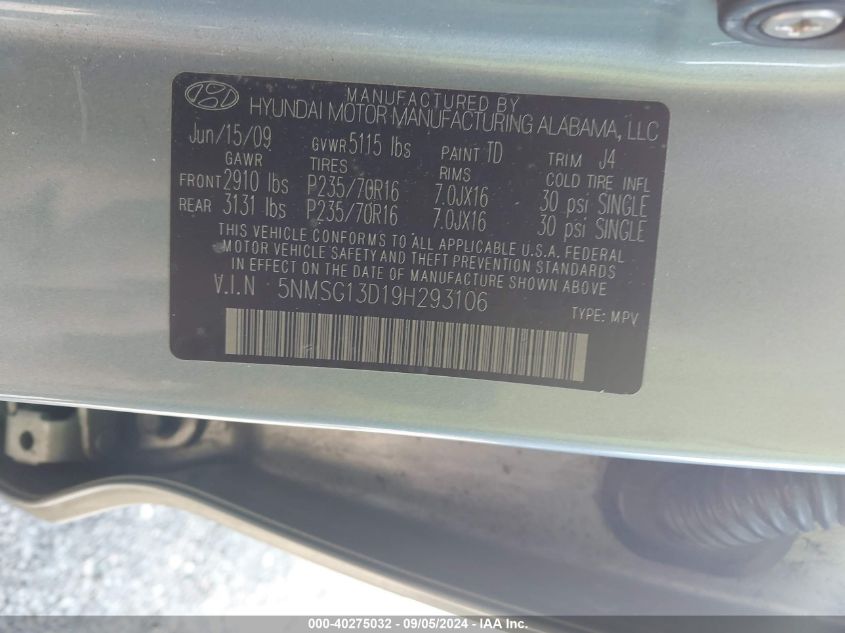 MANUFACTURED BY
HYUNDAI MOTOR MANUFACTURING ALABAMA, LLC
Jun/15/09 GVWR 5115 lbs PAINT TD TRIM J4
GAWR TIRES RIMS COLD TIRE INFL
FRONT 2910 lbs P235/70R16 7.0JX16 30 psi SINGLE
REAR 3131 lbs P235/70R16 7.0JX16 30 psi SINGLE
THIS VEHICLE CONFORMS TO ALL APPLICABLE U.S.A. FEDERAL
MOTOR VEHICLE SAFETY AND THEFT PREVENTION STANDARDS
IN EFFECT ON THE DATE OF MANUFACTURE SHOWN ABOVE
V.I.N 5NMSG13D19H293106
TYPE: MPV
000-40275032 - 09/05/2024 - IAA Inc.